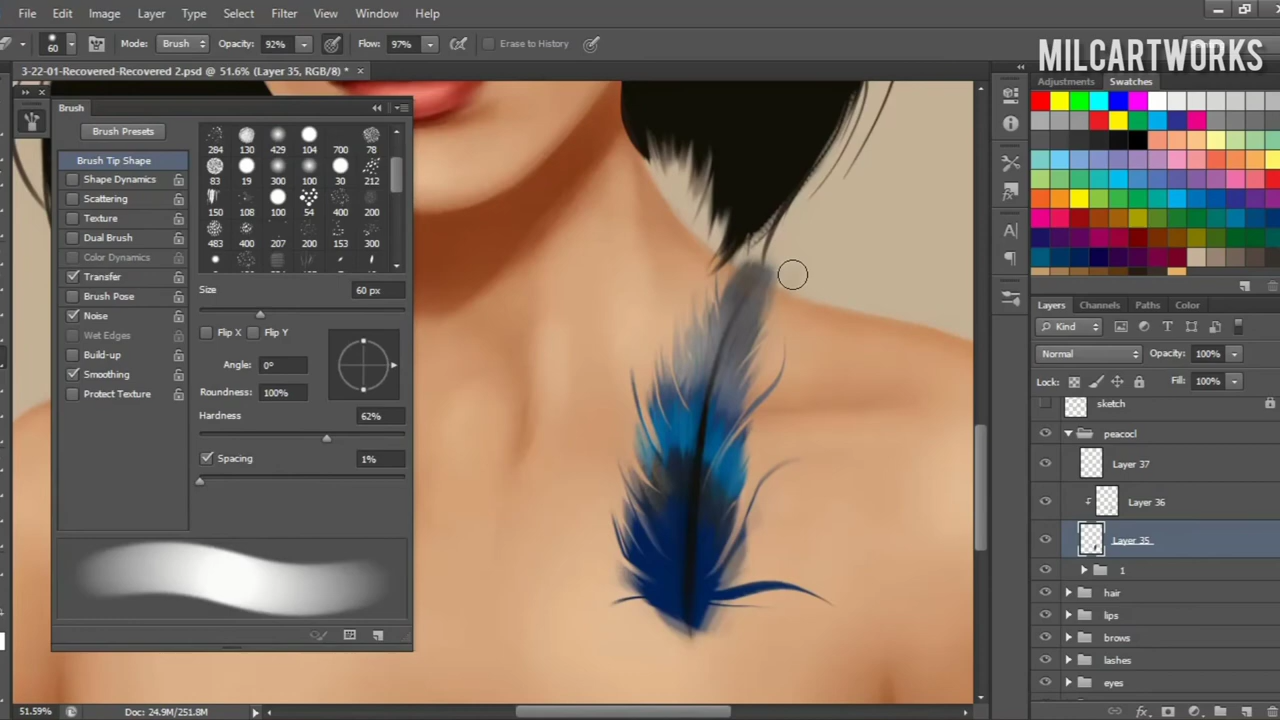 File Edit Image Layer Type Select Filter View Window Help
60 Mode: Brush Opacity: 92% Flow: 97% Erase to History
MILCARTWORKS
3-22-01-Recovered-Recovered 2.psd @ 51.6% (Layer 35, RGB/8) *
Adjustments Swatches
Brush
Brush Presets
284 130 429 104 700 78
Brush Tip Shape
Shape Dynamics
83 19 300 100 30 212
Scattering
150 108 100 54 400 200
Texture
Dual Brush
483 400 207 200 153 300
Color Dynamics
Transfer
Size 60 px
Brush Pose
Noise
Flip X Flip Y
Wet Edges
Build-up
Angle: 0º
Smoothing
Roundness: 100%
Protect Texture
Hardness 62%
Spacing 1%
Layers Channels Paths Color
Kind
Normal Opacity: 100%
Lock: Fill: 100%
sketch
peacocl
Layer 37
Layer 36
Layer 35
1
hair
lips
brows
lashes
eyes
51.59% Doc: 24.9M/251.8M